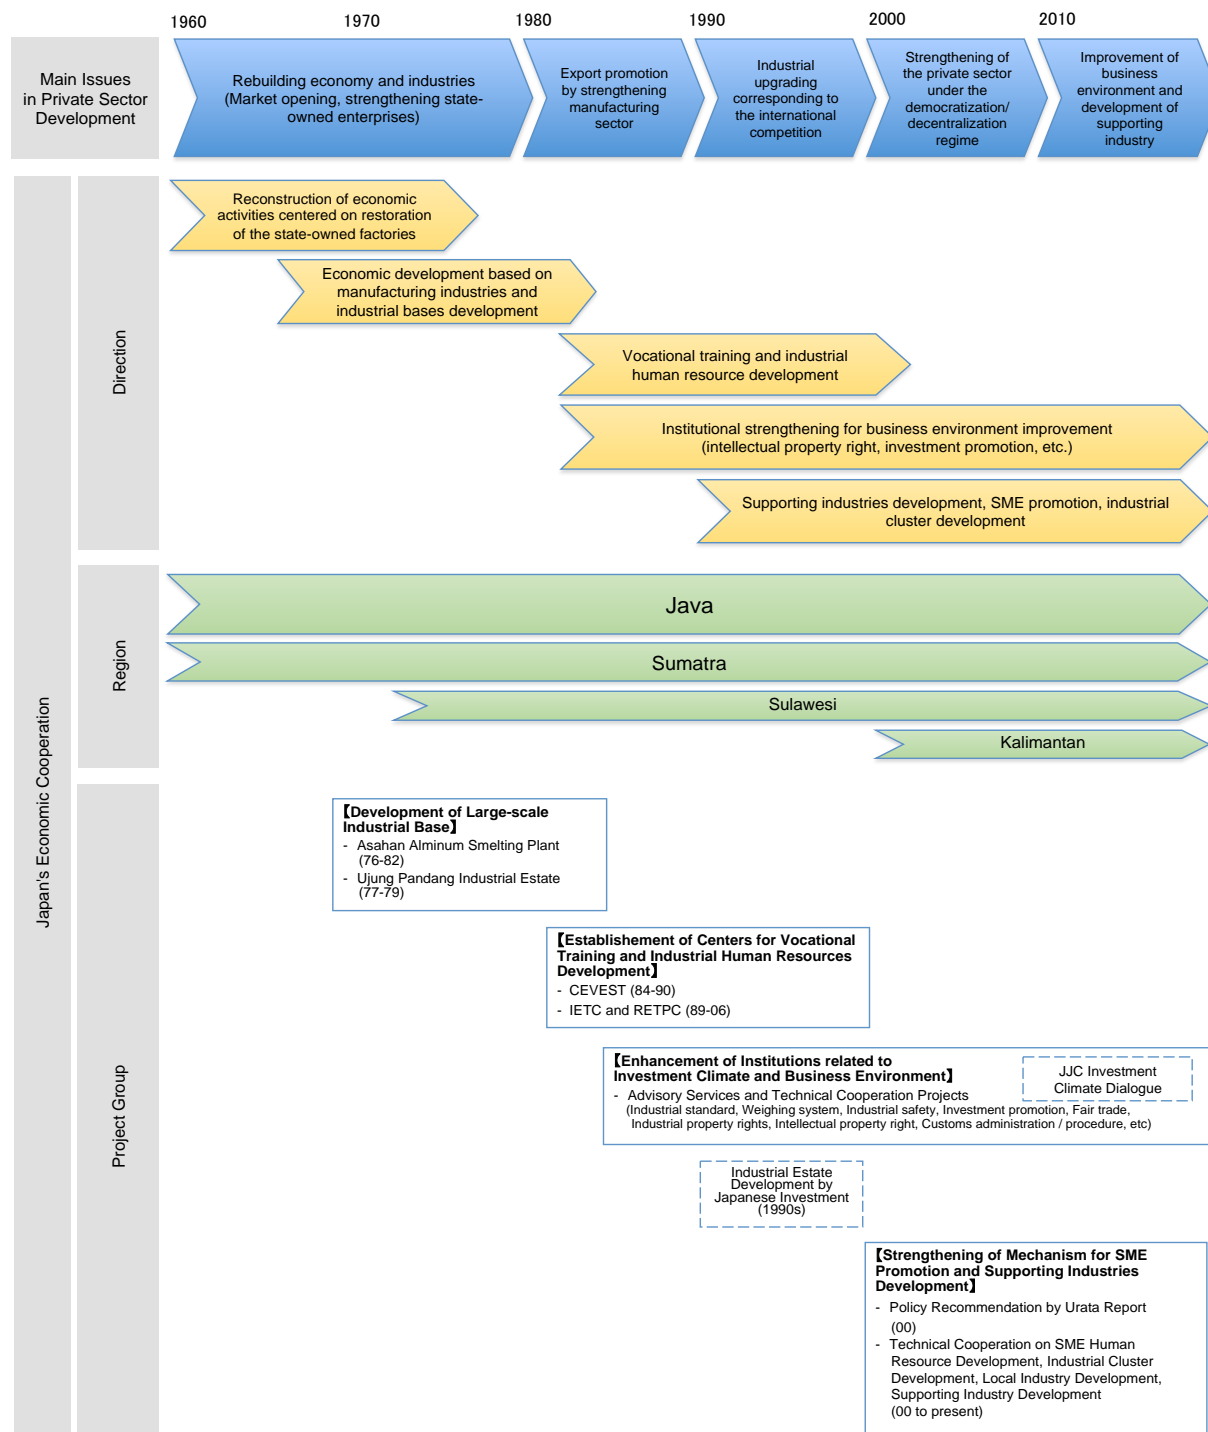 1960
1970
1980
1990
2000
2010
Main Issues
in Private Sector
Development
Rebuilding economy and industries
(Market opening, strengthening state-
owned enterprises)
Export promotion
by strengthening
manufacturing
sector
Industrial
upgrading
corresponding to
the international
competition
Strengthening of
the private sector
under the
democratization/
decentralization
regime
Improvement of
business
environment and
development of
supporting
industry
Japan's Economic Cooperation
Direction
Reconstruction of economic
activities centered on restoration
of the state-owned factories
Economic development based on
manufacturing industries and
industrial bases development
Vocational training and industrial
human resource development
Institutional strengthening for business environment improvement
(intellectual property right, investment promotion, etc.)
Supporting industries development, SME promotion, industrial
cluster development
Region
Java
Sumatra
Sulawesi
Kalimantan
Project Group
【Development of Large-scale
Industrial Base】
- Asahan Alminum Smelting Plant
(76-82)
- Ujung Pandang Industrial Estate
(77-79)
【Establishement of Centers for Vocational
Training and Industrial Human Resources
Development】
- CEVEST (84-90)
- IETC and RETPC (89-06)
【Enhancement of Institutions related to
Investment Climate and Business Environment】
- Advisory Services and Technical Cooperation Projects
(Industrial standard, Weighing system, Industrial safety, Investment promotion, Fair trade,
Industrial property rights, Intellectual property right, Customs administration / procedure, etc)
JJC Investment
Climate Dialogue
Industrial Estate
Development by
Japanese Investment
(1990s)
【Strengthening of Mechanism for SME
Promotion and Supporting Industries
Development】
- Policy Recommendation by Urata Report
(00)
- Technical Cooperation on SME Human
Resource Development, Industrial Cluster
Development, Local Industry Development,
Supporting Industry Development
(00 to present)